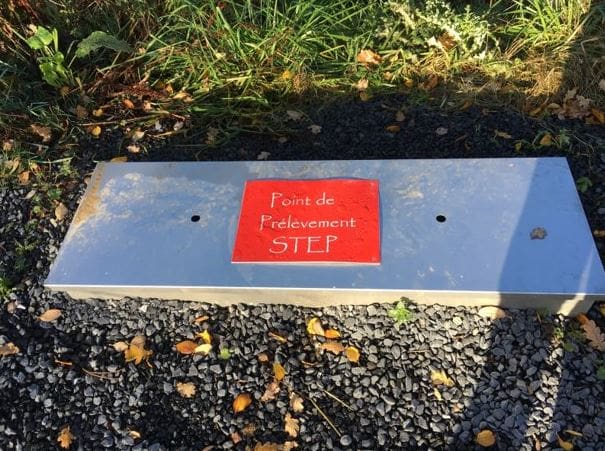 Point de
Prélèvement
STEP